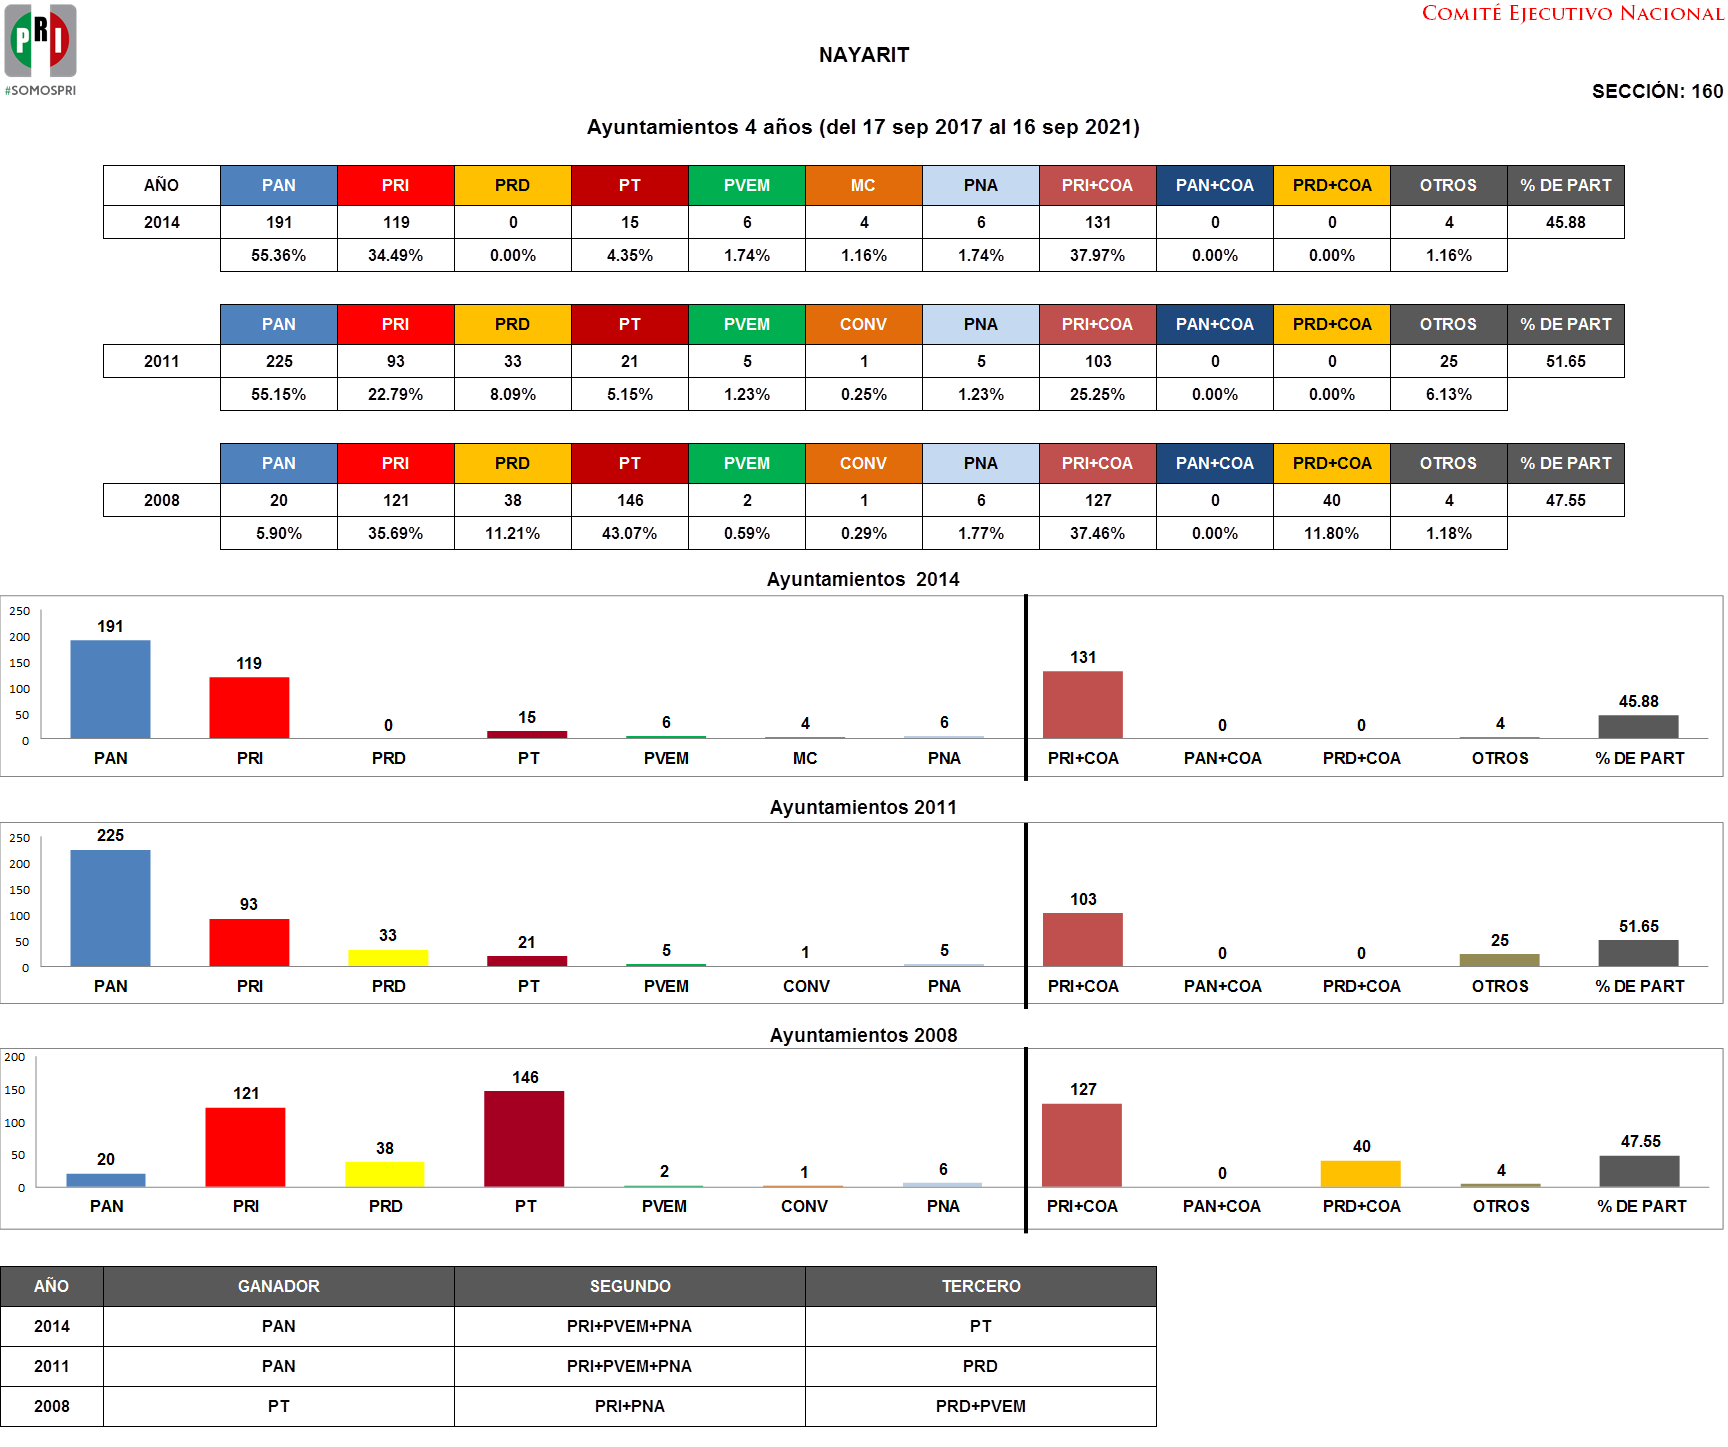 COMITÉ EJECUTIVO NACIONAL
PRI
#SOMOSPRI
NAYARIT
SECCIÓN: 160
Ayuntamientos 4 años (del 17 sep 2017 al 16 sep 2021)
AÑO PAN PRI PRD PT PVEM MC PNA PRI+COA PAN+COA PRD+COA OTROS % DE PART
2014 191 119 0 15 6 4 6 131 0 0 4 45.88
55.36% 34.49% 0.00% 4.35% 1.74% 1.16% 1.74% 37.97% 0.00% 0.00% 1.16%
PAN PRI PRD PT PVEM CONV PNA PRI+COA PAN+COA PRD+COA OTROS % DE PART
2011 225 93 33 21 5 1 5 103 0 0 25 51.65
55.15% 22.79% 8.09% 5.15% 1.23% 0.25% 1.23% 25.25% 0.00% 0.00% 6.13%
PAN PRI PRD PT PVEM CONV PNA PRI+COA PAN+COA PRD+COA OTROS % DE PART
2008 20 121 38 146 2 1 6 127 0 40 4 47.55
5.90% 35.69% 11.21% 43.07% 0.59% 0.29% 1.77% 37.46% 0.00% 11.80% 1.18%
Ayuntamientos 2014
250
200
150
100
50
0
191 119 0 15 6 4 6 131 0 0 4 45.88
PAN PRI PRD PT PVEM MC PNA PRI+COA PAN+COA PRD+COA OTROS % DE PART
Ayuntamientos 2011
250
200
150
100
50
0
225 93 33 21 5 1 5 103 0 0 25 51.65
PAN PRI PRD PT PVEM CONV PNA PRI+COA PAN+COA PRD+COA OTROS % DE PART
Ayuntamientos 2008
200
150
100
50
0
20 121 38 146 2 1 6 127 0 40 4 47.55
PAN PRI PRD PT PVEM CONV PNA PRI+COA PAN+COA PRD+COA OTROS % DE PART
AÑO GANADOR SEGUNDO TERCERO
2014 PAN PRI+PVEM+PNA PT
2011 PAN PRI+PVEM+PNA PRD
2008 PT PRI+PNA PRD+PVEM